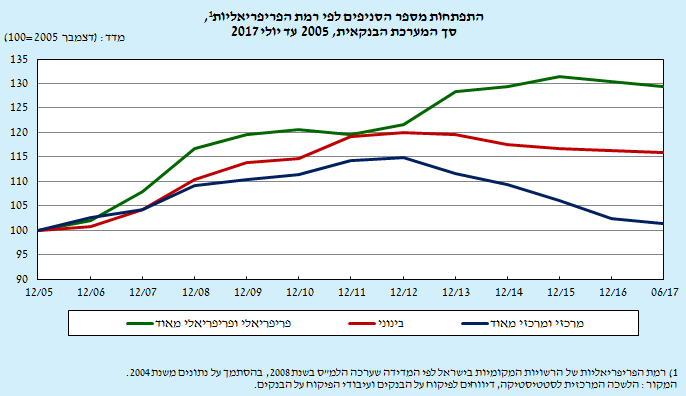 התפתחות מספר הסניפים לפי רמת הפריפריאליות¹,
סך המערכת הבנקאית, 2005 עד יולי 2017
מדד: (דצמבר 2005=100)
135
130
125
120
115
110
105
100
95
90
12/05 12/06 12/07 12/08 12/09 12/10 12/11 12/12 12/13 12/14 12/15 12/16 06/17
מרכזי ומרכזי מאוד בינוני פריפריאלי ופריפריאלי מאוד
1) רמת הפריפריאליות של הרשויות המקומיות בישראל לפי המדידה שערכה הלמ"ס בשנת 2008, בהסתמך על נתונים משנת 2004.
המקור: הלשכה המרכזית לסטטיסטיקה, דיווחים לפיקוח על הבנקים ועיבודי הפיקוח על הבנקים.